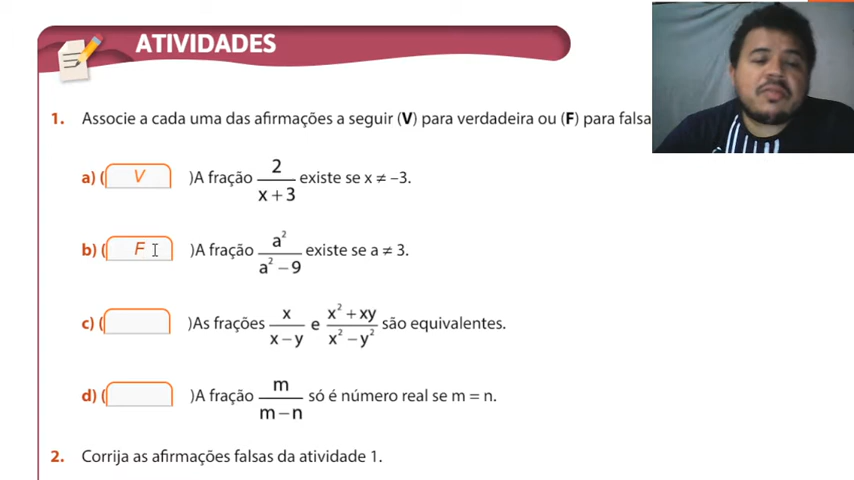 ATIVIDADES
1. Associe a cada uma das afirmações a seguir (V) para verdadeira ou (F) para falsa
a) ( V )A fração 2/(x + 3) existe se x ≠ –3.
b) ( F )A fração a²/(a² – 9) existe se a ≠ 3.
c) ( )As frações x/(x – y) e (x² + xy)/(x² – y²) são equivalentes.
d) ( )A fração m/(m – n) só é número real se m = n.
2. Corrija as afirmações falsas da atividade 1.